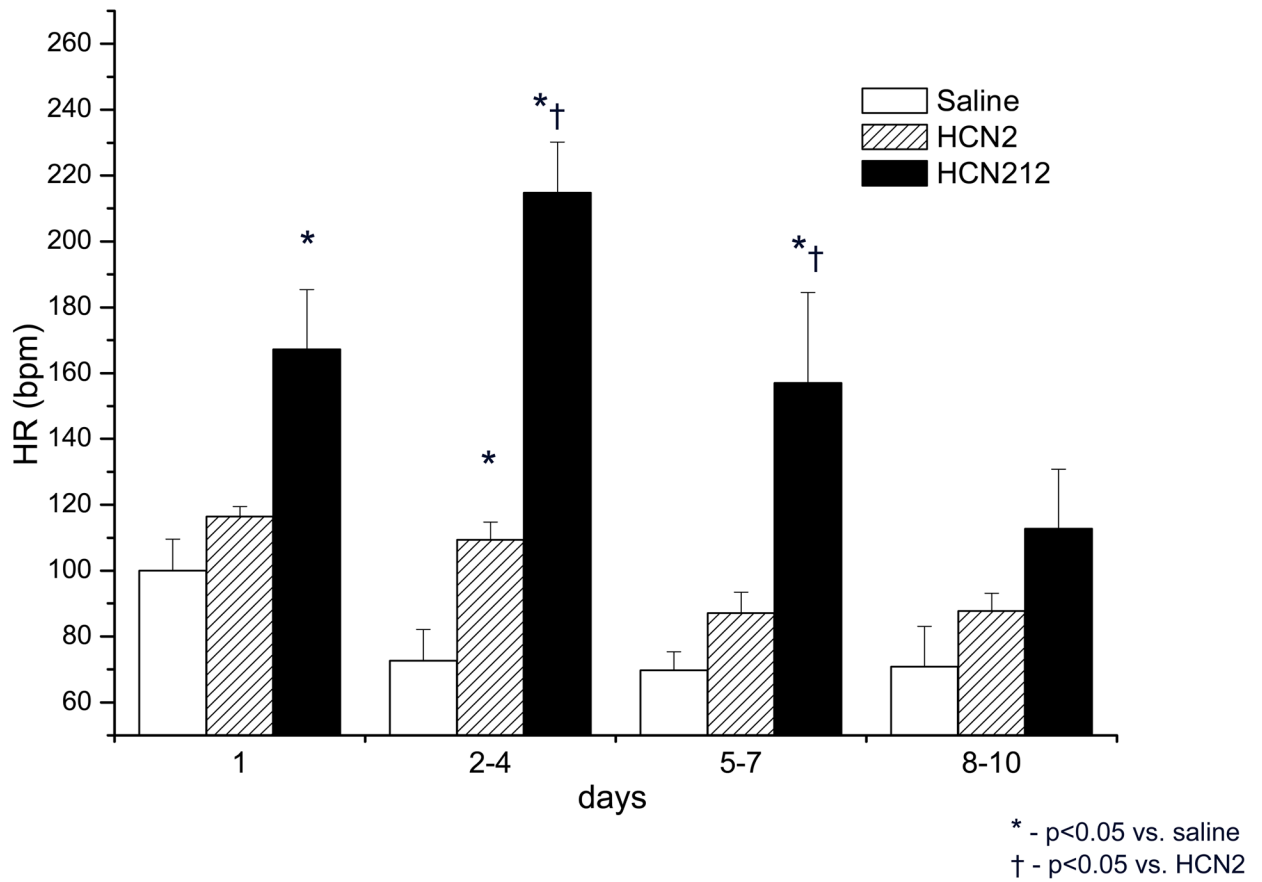 260
240
220
200
180
160
140
120
100
80
60
HR (bpm)
*
*
*†
*†
Saline
HCN2
HCN212
1 2-4 5-7 8-10
days
* - p<0.05 vs. saline
† - p<0.05 vs. HCN2